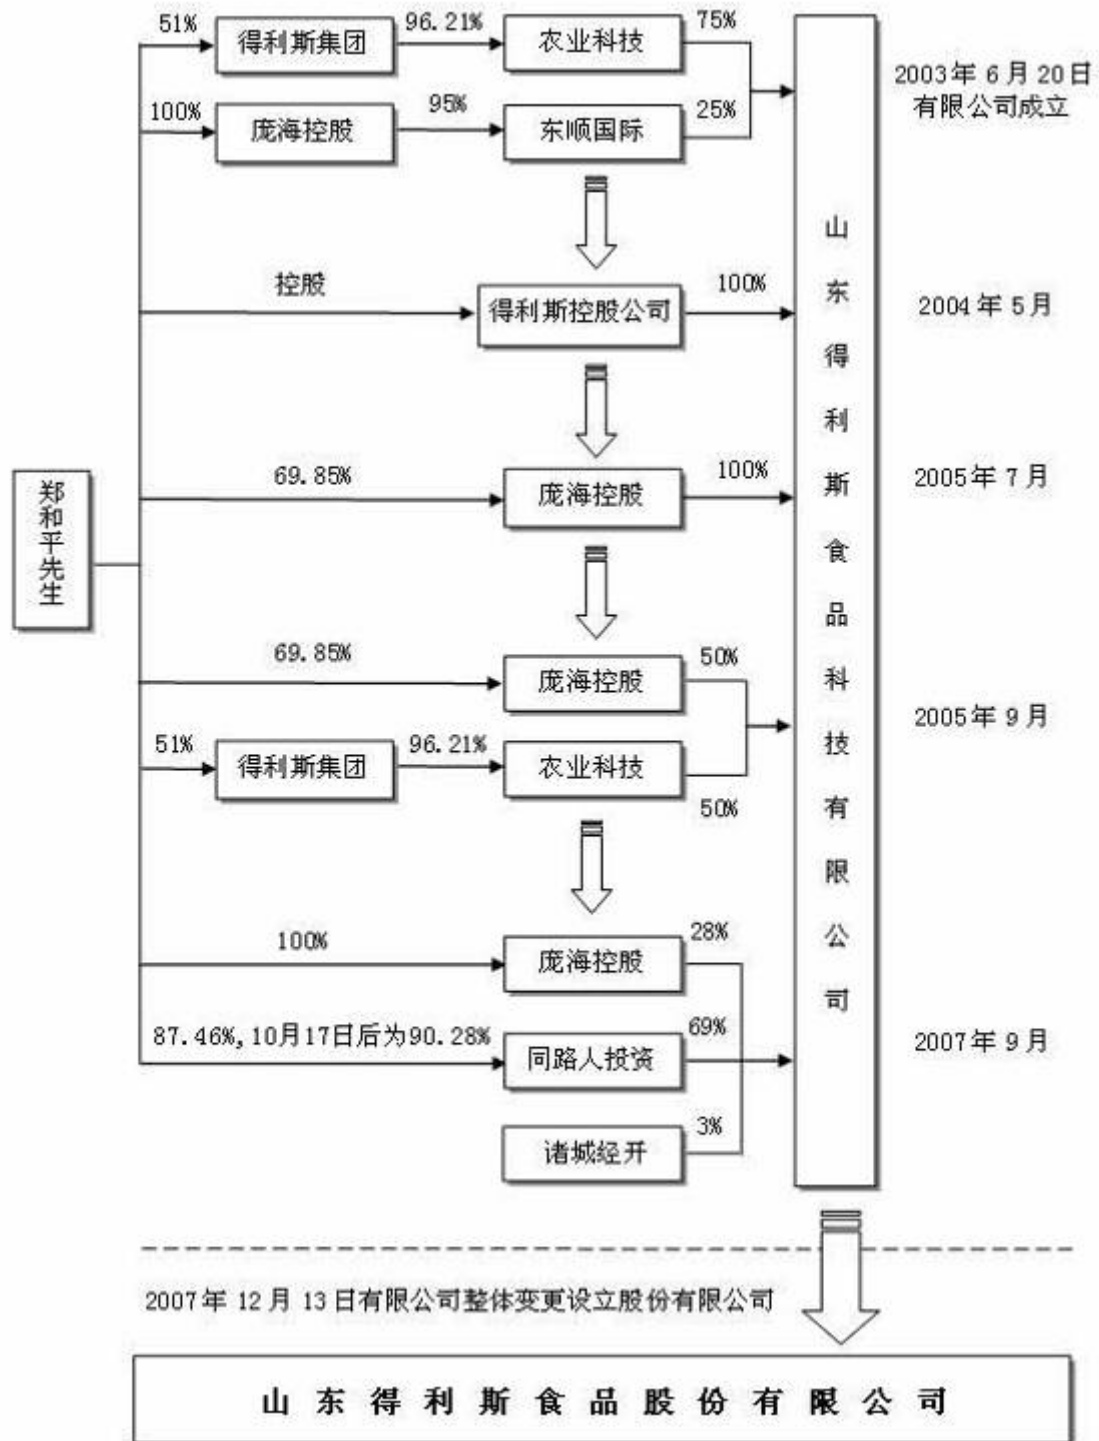 51%
得利斯集团
96.21%
农业科技
75%
100%
庞海控股
95%
东顺国际
25%
2003年6月20日
有限公司成立
控股
得利斯控股公司
100%
2004年5月
郑和平先生
69.85%
庞海控股
100%
2005年7月
69.85%
庞海控股
50%
51%
得利斯集团
96.21%
农业科技
50%
2005年9月
100%
庞海控股
28%
87.46%,10月17日后为90.28%
同路人投资
69%
2007年9月
诸城经开
3%
山东得利斯食品科技有限公司
2007年12月13日有限公司整体变更设立股份有限公司
山东得利斯食品股份有限公司